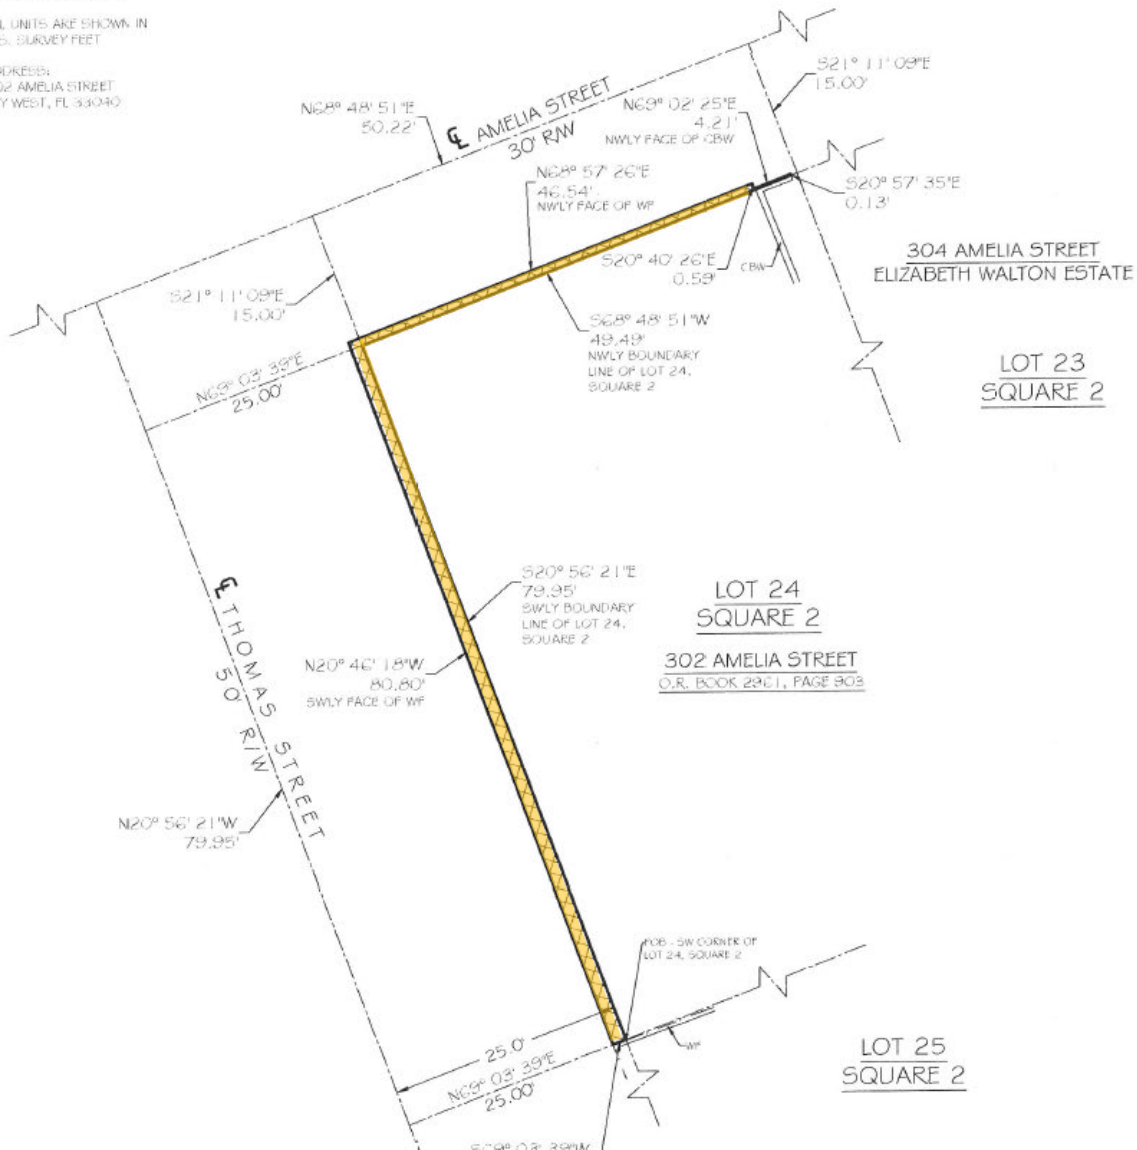 UNITS ARE SHOWN IN
SURVEY FEET
AMELIA STREET
WEST, FL 33040
N68° 48' 51"E
50.22'
℄ AMELIA STREET
30' R/W
S21° 11' 09"E
15.00'
N69° 02' 25"E
4.21'
NWLY FACE OF CBW
N68° 57' 26"E
46.54'
NWLY FACE OF WF
S20° 57' 35"E
0.13'
S20° 40' 26"E
0.59'
CBW
304 AMELIA STREET
ELIZABETH WALTON ESTATE
S21° 11' 09"E
15.00'
S68° 48' 51"W
49.49'
NWLY BOUNDARY
LINE OF LOT 24,
SQUARE 2
LOT 23
SQUARE 2
N69° 03' 39"E
25.00'
S20° 56' 21"E
79.95'
SWLY BOUNDARY
LINE OF LOT 24,
SQUARE 2
LOT 24
SQUARE 2
302 AMELIA STREET
O.R. BOOK 2961, PAGE 903
℄ THOMAS STREET
50' R/W
N20° 46' 18"W
80.80'
SWLY FACE OF WF
N20° 56' 21"W
79.95'
POB - SW CORNER OF
LOT 24, SQUARE 2
25.0'
WF
N69° 03' 39"E
25.00'
LOT 25
SQUARE 2
S69° 03' 39"W